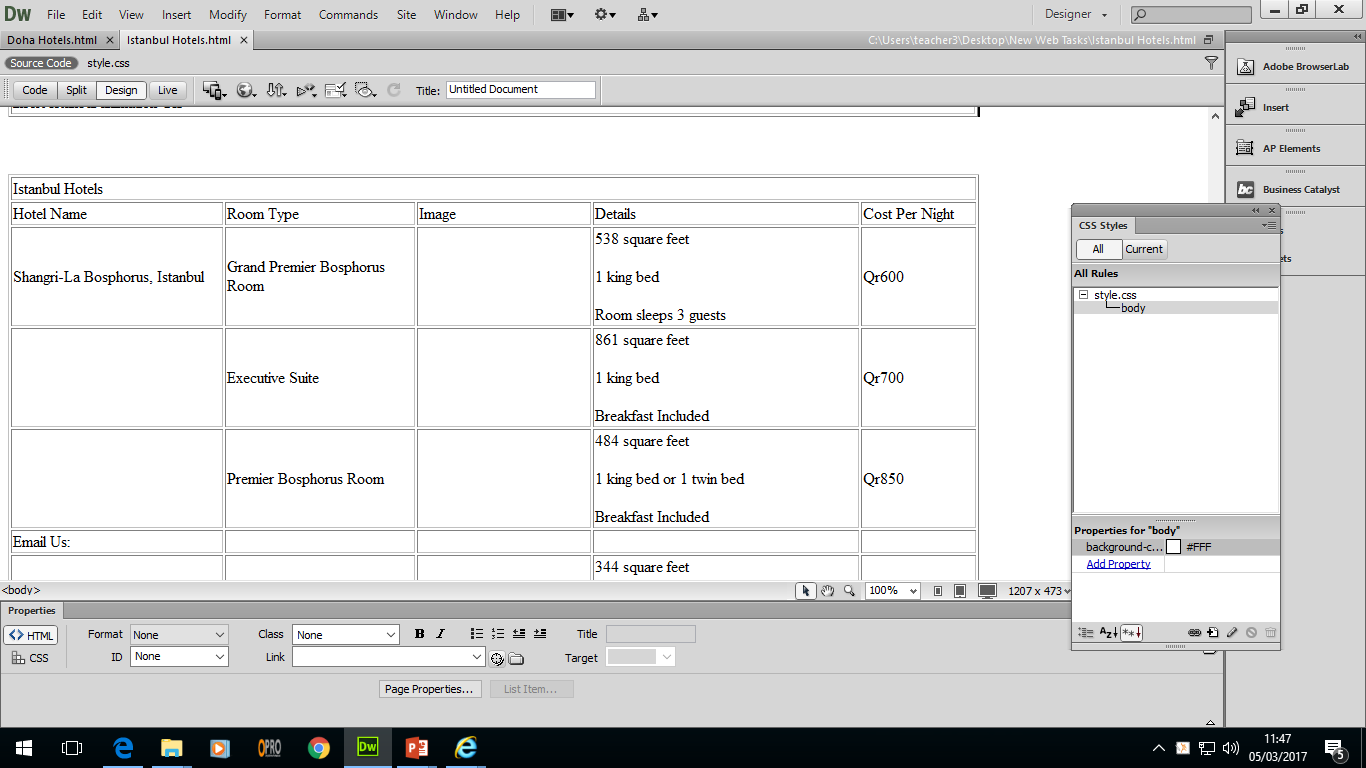 Dw File Edit View Insert Modify Format Commands Site Window Help Designer
Doha Hotels.html Istanbul Hotels.html C:\Users\teacher3\Desktop\New Web Tasks\Istanbul Hotels.html
Source Code style.css
Code Split Design Live Title: Untitled Document
Istanbul Hotels
Hotel Name Room Type Image Details Cost Per Night
Shangri-La Bosphorus, Istanbul
Grand Premier Bosphorus
Room
538 square feet
1 king bed
Room sleeps 3 guests
Qr600
Executive Suite
861 square feet
1 king bed
Breakfast Included
Qr700
Premier Bosphorus Room
484 square feet
1 king bed or 1 twin bed
Breakfast Included
Qr850
Email Us:
344 square feet
<body> 100% 1207 x 473
Adobe BrowserLab
Insert
AP Elements
bc Business Catalyst
CSS Styles
All Current
All Rules
style.css
body
Properties for "body"
background-c... #FFF
Add Property
Properties
HTML Format None Class None B I Title
CSS ID None Link Target
Page Properties... List Item...
OPRO Dw
11:47
05/03/2017
5